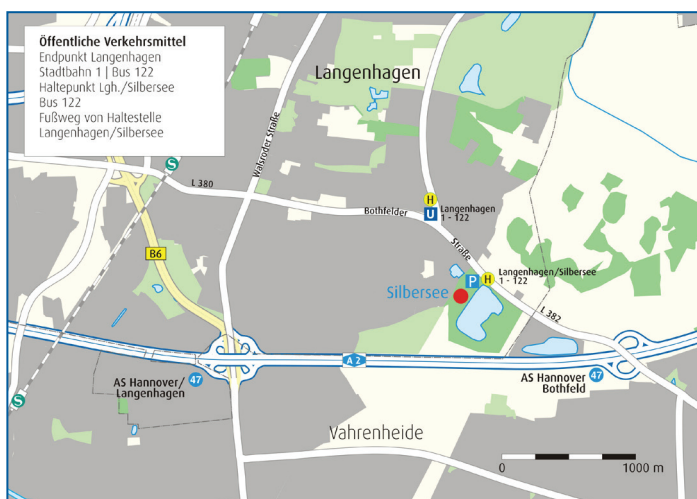 Öffentliche Verkehrsmittel
Endpunkt Langenhagen
Stadtbahn 1 | Bus 122
Haltepunkt Lgh./Silbersee
Bus 122
Fußweg von Haltestelle
Langenhagen/Silbersee
Langenhagen
Walsroder Straße
S
L 380
H
U
Langenhagen
1 - 122
Bothfelder
Straße
B6
P
H
Langenhagen/Silbersee
1 - 122
Silbersee
L 382
A 2
AS Hannover/
Langenhagen
47
AS Hannover
Bothfeld
47
S
Vahrenheide
0
1000 m